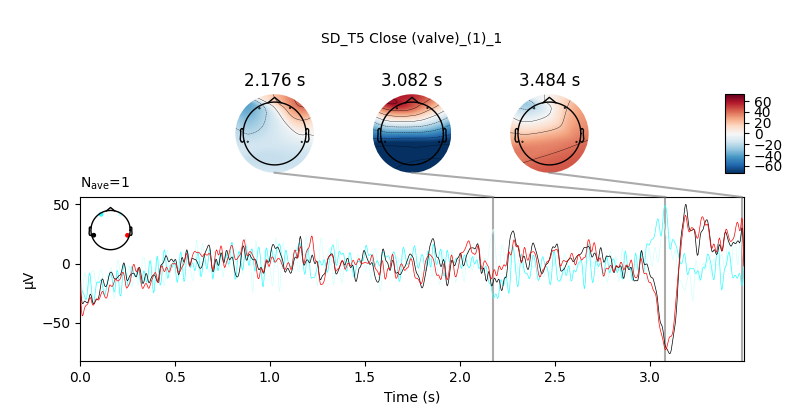 SD_T5 Close (valve)_(1)_1
2.176 s 3.082 s 3.484 s
60
40
20
0
−20
−40
−60
Nave=1
50
0
−50
µV
0.0 0.5 1.0 1.5 2.0 2.5 3.0
Time (s)